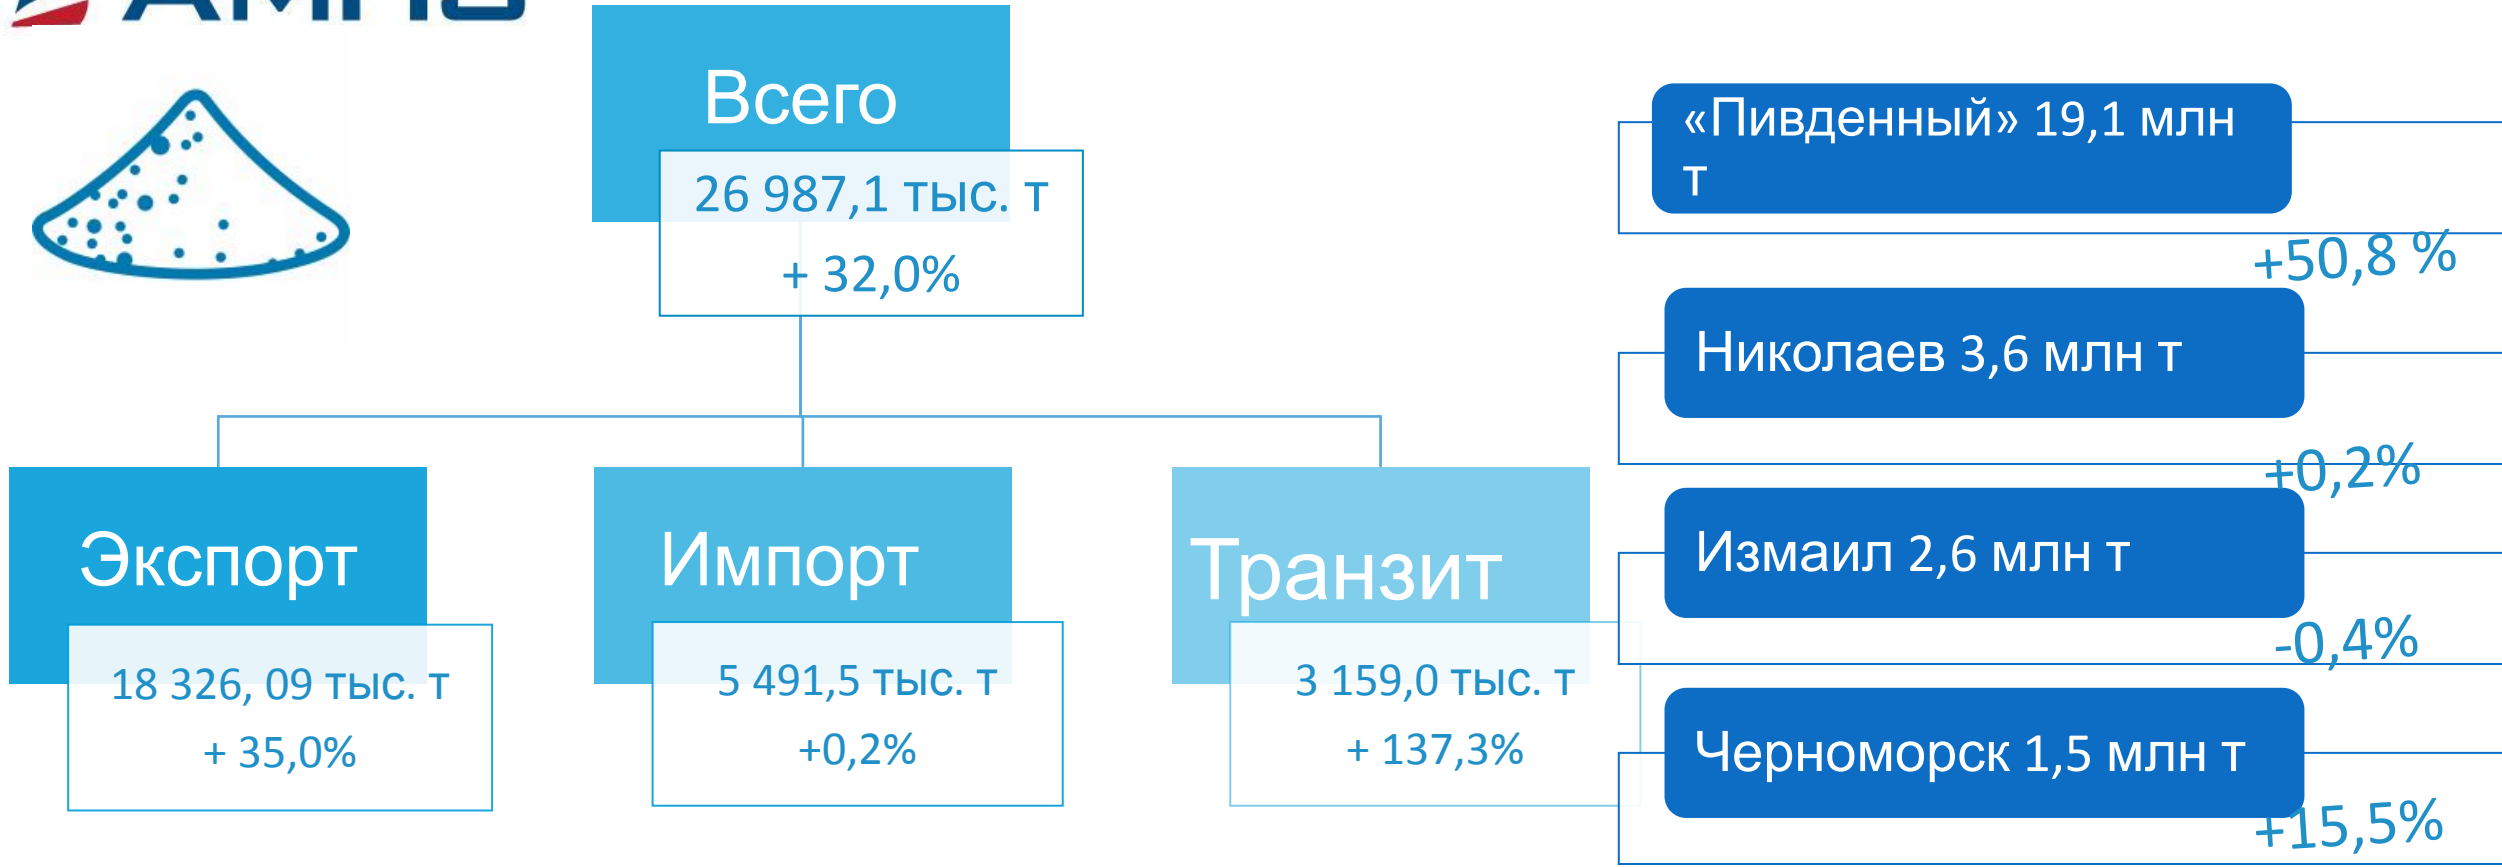 Всего
26 987,1 тыс. т
+ 32,0%
Экспорт
18 326, 09 тыс. т
+ 35,0%
Импорт
5 491,5 тыс. т
+0,2%
Транзит
3 159,0 тыс. т
+ 137,3%
«Пивденный» 19,1 млн
т
+50,8 %
Николаев 3,6 млн т
+0,2%
Измаил 2,6 млн т
-0,4%
Черноморск 1,5 млн т
+15,5%